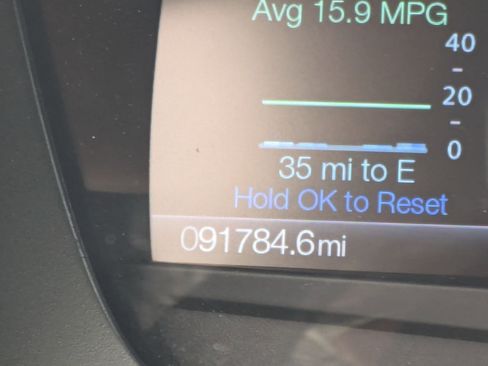 Avg 15.9 MPG
40
-
20
-
0
35 mi to E
Hold OK to Reset
091784.6mi